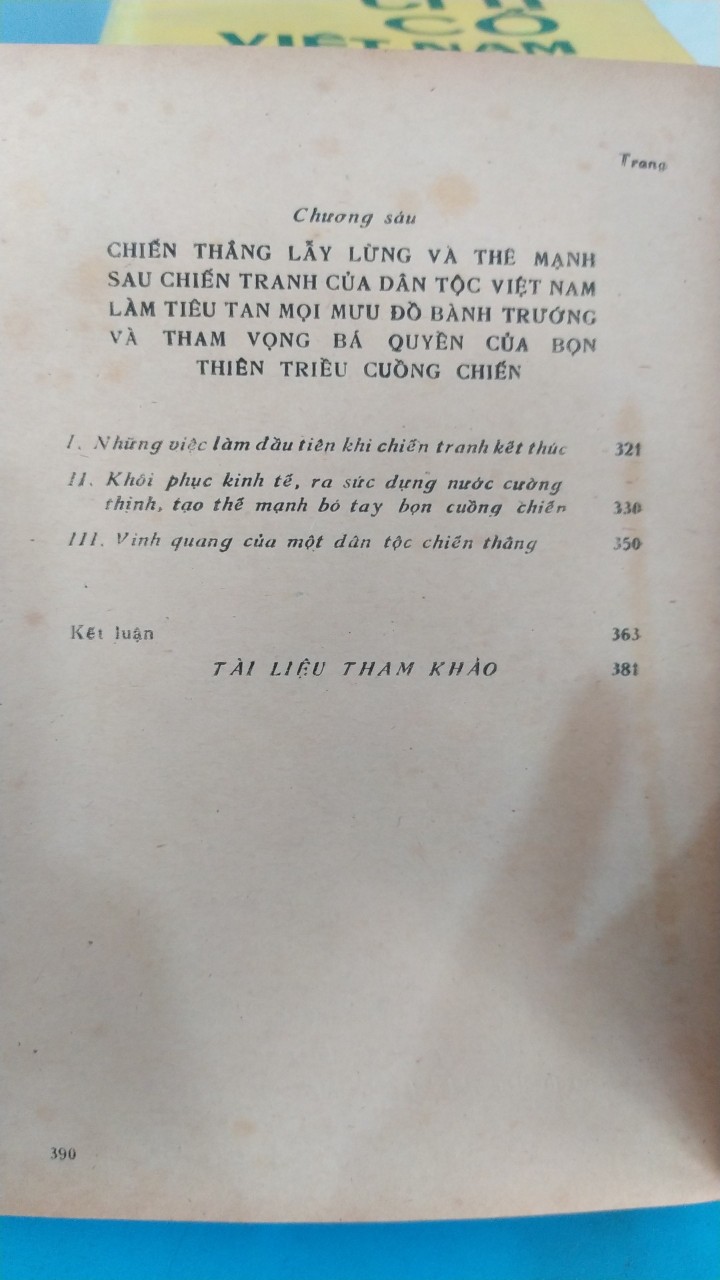 CỔ
VIỆT NAM
Trang
Chương sáu
CHIẾN THẮNG LẪY LỪNG VÀ THẾ MẠNH
SAU CHIẾN TRANH CỦA DÂN TỘC VIỆT NAM
LÀM TIÊU TAN MỌI MƯU ĐỒ BÀNH TRƯỚNG
VÀ THAM VỌNG BÁ QUYỀN CỦA BỌN
THIÊN TRIỀU CUỒNG CHIẾN
I. Những việc làm đầu tiên khi chiến tranh kết thúc 321
II. Khôi phục kinh tế, ra sức dựng nước cường
thịnh, tạo thế mạnh bó tay bọn cuồng chiến 330
III. Vinh quang của một dân tộc chiến thắng 350
Kết luận 363
TÀI LIỆU THAM KHẢO 381
390